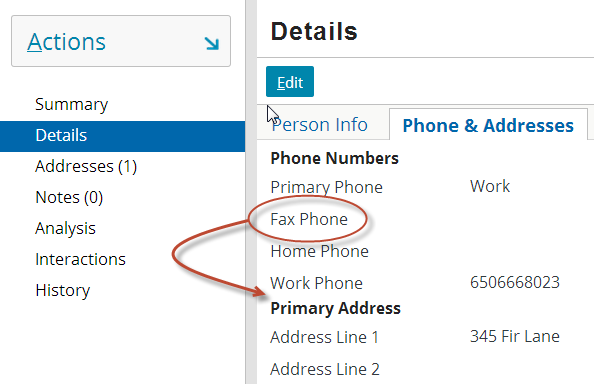 Actions
Summary
Details
Addresses (1)
Notes (0)
Analysis
Interactions
History
Details
Edit
Person Info
Phone & Addresses
Phone Numbers
Primary Phone Work
Fax Phone
Home Phone
Work Phone 6506668023
Primary Address
Address Line 1 345 Fir Lane
Address Line 2